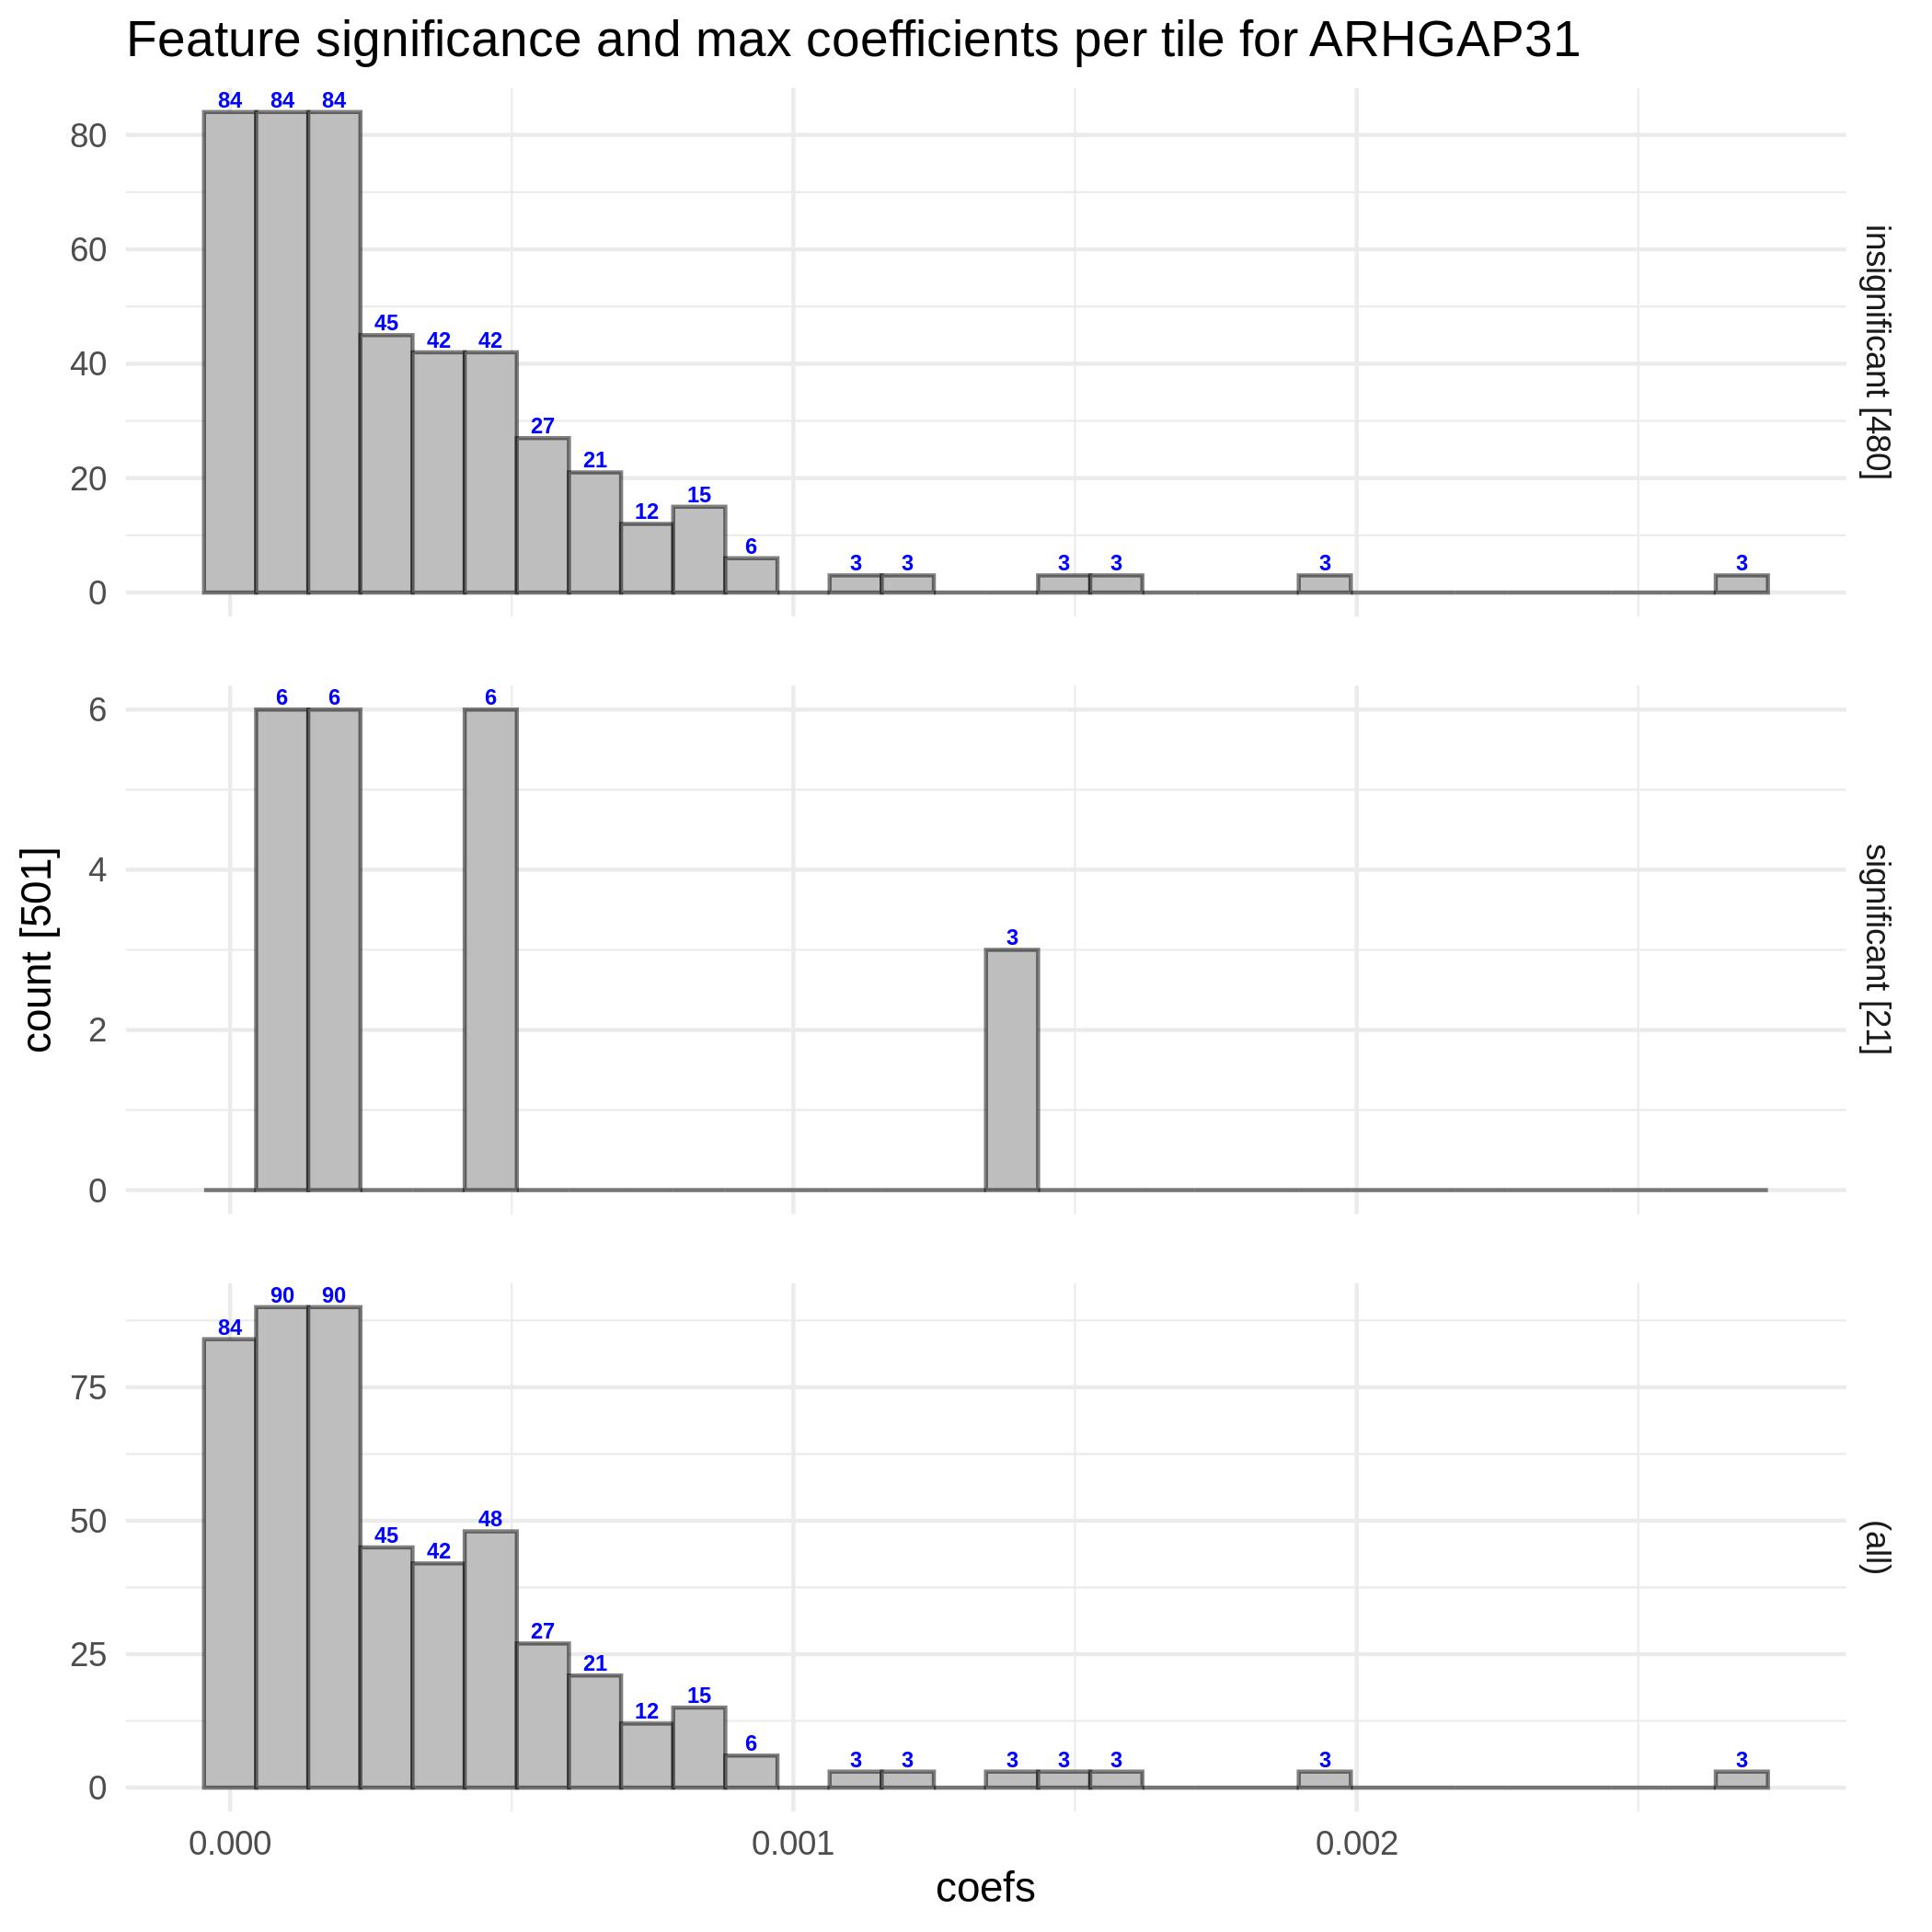 Feature significance and max coefficients per tile for ARHGAP31
84 84 84
80
60
45
42 42
40
27
21
20
15
12
6
3 3 3 3 3 3
0
insignificant [480]
6 6 6
6
4
3
2
0
significant [21]
count [501]
90 90
84
75
50
48
45
42
27
25
21
15
12
6
3 3 3 3 3 3 3
0
(all)
0.000 0.001 0.002
coefs